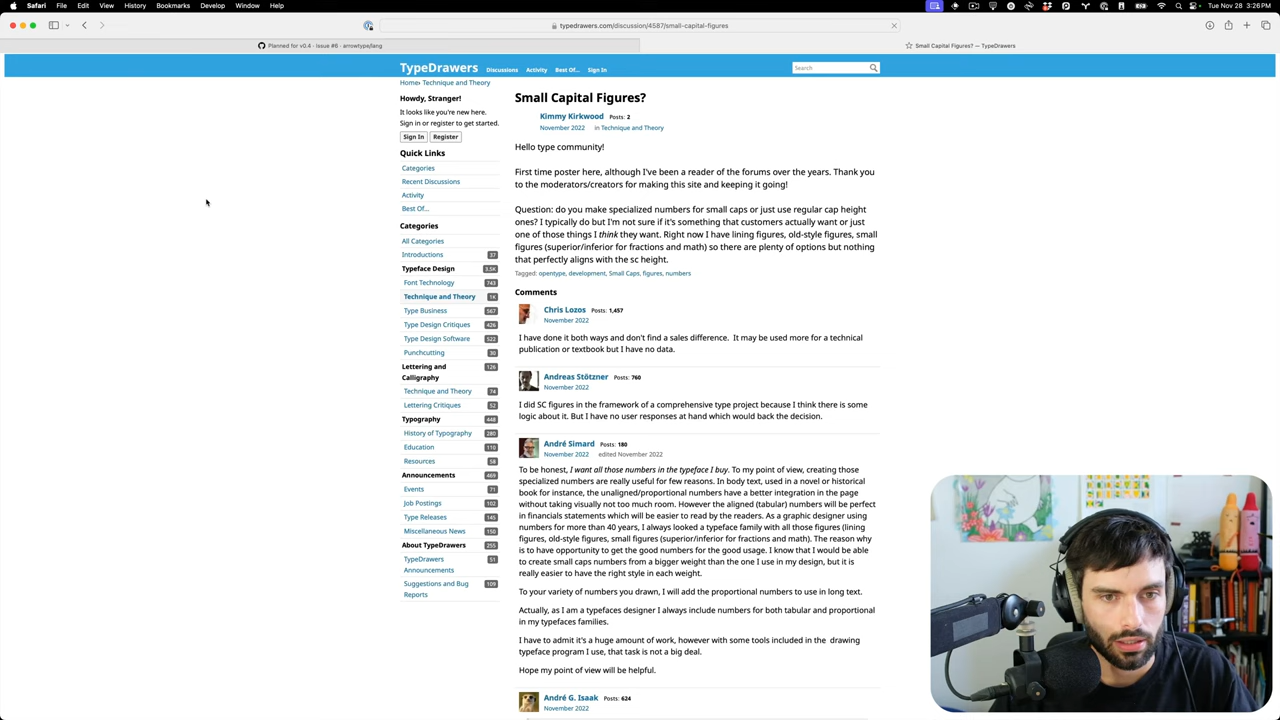 Safari File Edit View History Bookmarks Develop Window Help
Tue Nov 28 3:26 PM
typedrawers.com/discussion/4587/small-capital-figures
Planned for v0.4 · Issue #6 · arrowtype/lang
Small Capital Figures? — TypeDrawers
TypeDrawers Discussions Activity Best Of... Sign In
Search
Home› Technique and Theory
Howdy, Stranger!
It looks like you're new here.
Sign in or register to get started.
Sign In Register
Quick Links
Categories
Recent Discussions
Activity
Best Of...
Categories
All Categories
Introductions 37
Typeface Design 3.5K
Font Technology 743
Technique and Theory 1K
Type Business 567
Type Design Critiques 426
Type Design Software 522
Punchcutting 30
Lettering and 126
Calligraphy
Technique and Theory 74
Lettering Critiques 52
Typography 448
History of Typography 280
Education 110
Resources 58
Announcements 469
Events 71
Job Postings 102
Type Releases 145
Miscellaneous News 150
About TypeDrawers 255
TypeDrawers 51
Announcements
Suggestions and Bug 109
Reports
Small Capital Figures?
Kimmy Kirkwood Posts: 2
November 2022 in Technique and Theory
Hello type community!
First time poster here, although I've been a reader of the forums over the years. Thank you
to the moderators/creators for making this site and keeping it going!
Question: do you make specialized numbers for small caps or just use regular cap height
ones? I typically do but I'm not sure if it's something that customers actually want or just
one of those things I think they want. Right now I have lining figures, old-style figures, small
figures (superior/inferior for fractions and math) so there are plenty of options but nothing
that perfectly aligns with the sc height.
Tagged: opentype, development, Small Caps, figures, numbers
Comments
Chris Lozos Posts: 1,457
November 2022
I have done it both ways and don't find a sales difference. It may be used more for a technical
publication or textbook but I have no data.
Andreas Stötzner Posts: 760
November 2022
I did SC figures in the framework of a comprehensive type project because I think there is some
logic about it. But I have no user responses at hand which would back the decision.
André Simard Posts: 180
November 2022 edited November 2022
To be honest, I want all those numbers in the typeface I buy. To my point of view, creating those
specialized numbers are really useful for few reasons. In body text, used in a novel or historical
book for instance, the unaligned/proportional numbers have a better integration in the page
without taking visually not too much room. However the aligned (tabular) numbers will be perfect
in financials statements which will be easier to read by the readers. As a graphic designer using
numbers for more than 40 years, I always looked a typeface family with all those figures (lining
figures, old-style figures, small figures (superior/inferior for fractions and math). The reason why
is to have opportunity to get the good numbers for the good usage. I know that I would be able
to create small caps numbers from a bigger weight than the one I use in my design, but it is
really easier to have the right style in each weight.
To your variety of numbers you drawn, I will add the proportional numbers to use in long text.
Actually, as I am a typefaces designer I always include numbers for both tabular and proportional
in my typefaces families.
I have to admit it's a huge amount of work, however with some tools included in the drawing
typeface program I use, that task is not a big deal.
Hope my point of view will be helpful.
André G. Isaak Posts: 624
November 2022